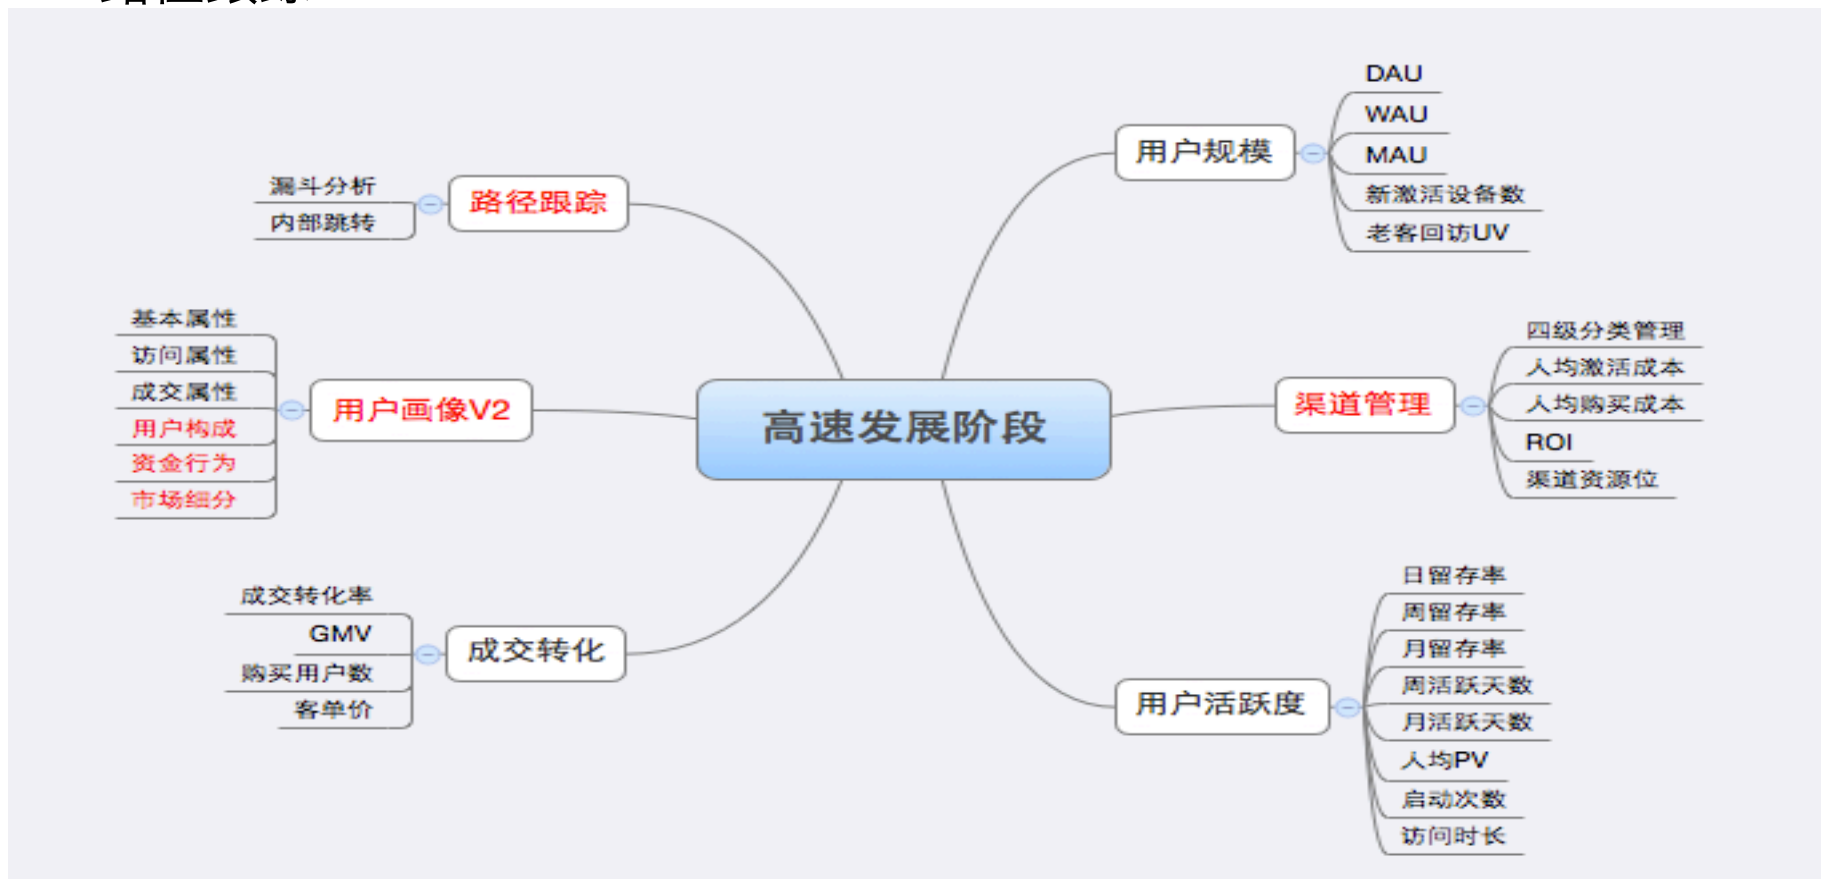 路径跟踪
高速发展阶段
用户规模
DAU
WAU
MAU
新激活设备数
老客回访UV
渠道管理
四级分类管理
人均激活成本
人均购买成本
ROI
渠道资源位
用户活跃度
日留存率
周留存率
月留存率
周活跃天数
月活跃天数
人均PV
启动次数
访问时长
路径跟踪
漏斗分析
内部跳转
用户画像V2
基本属性
访问属性
成交属性
用户构成
资金行为
市场细分
成交转化
成交转化率
GMV
购买用户数
客单价